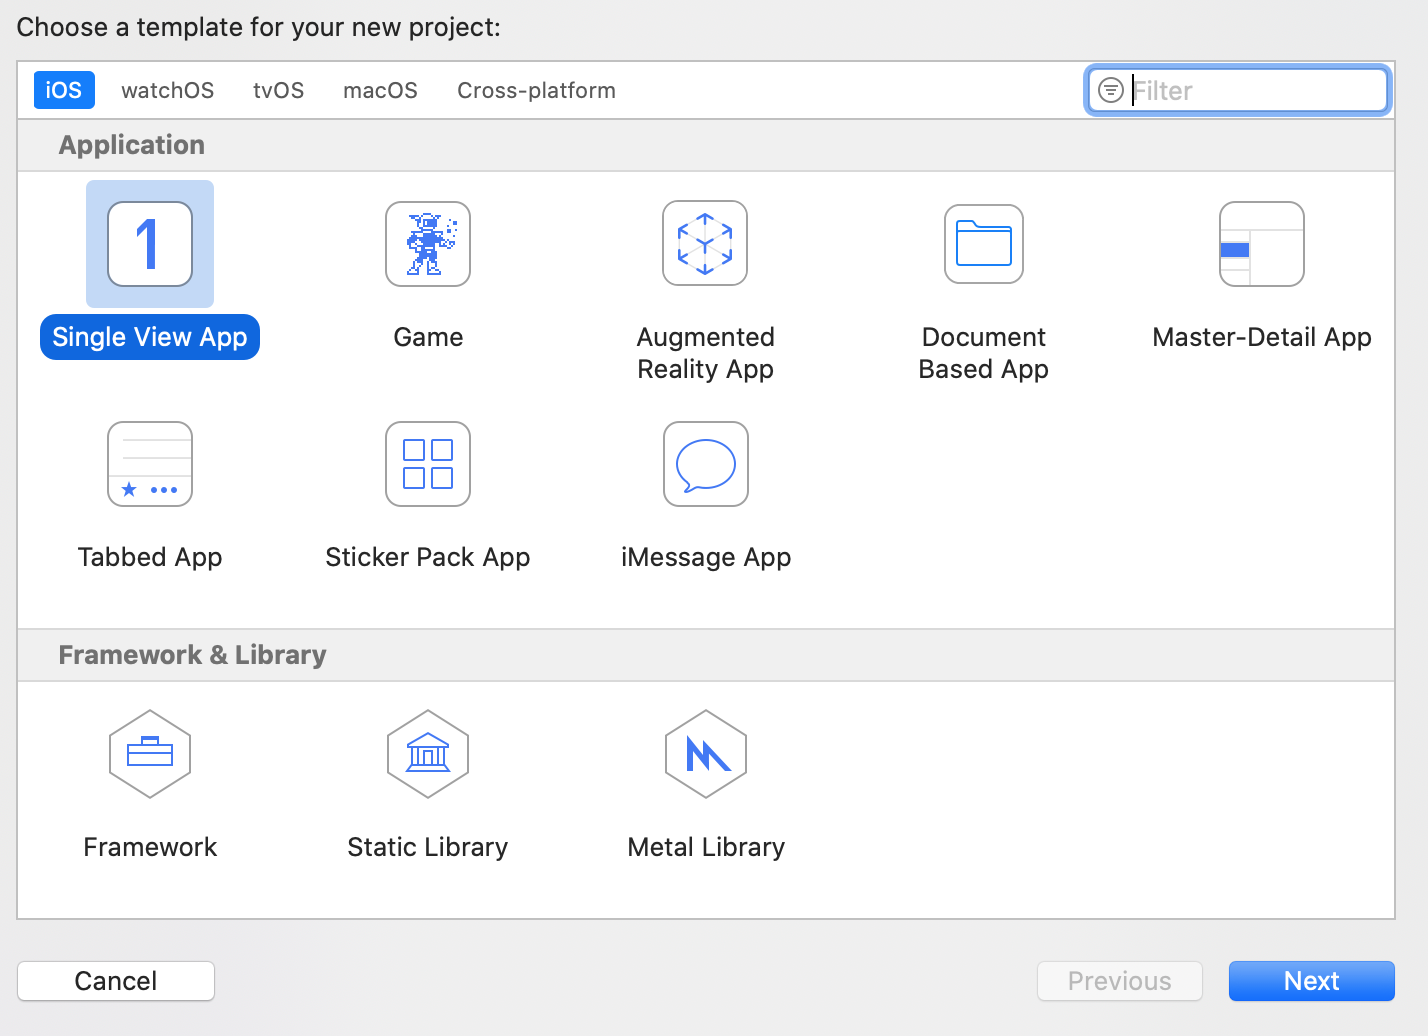 Choose a template for your new project:
iOS watchOS tvOS macOS Cross-platform Filter
Application
1
Single View App Game Augmented Reality App Document Based App Master-Detail App
Tabbed App Sticker Pack App iMessage App
Framework & Library
Framework Static Library Metal Library
Cancel Previous Next